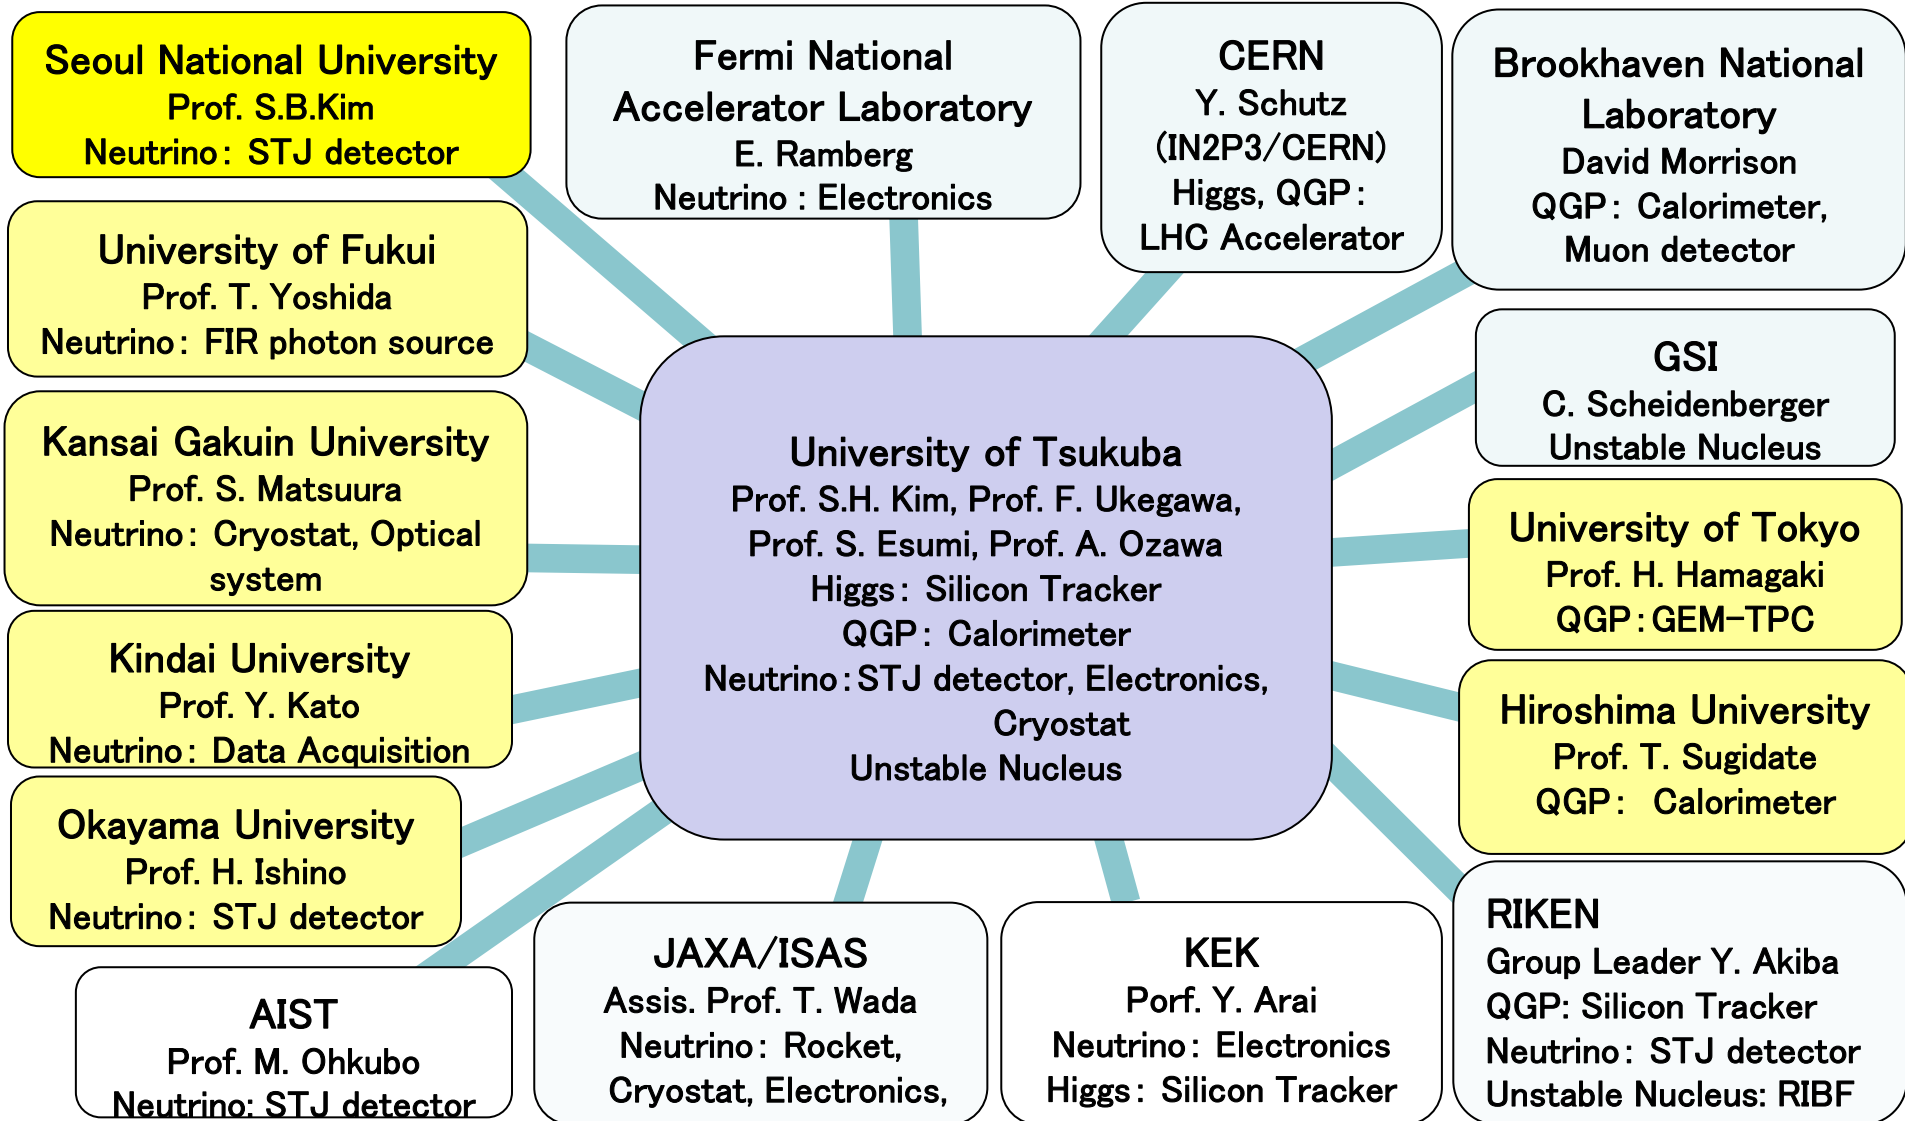 Seoul National University
Prof. S.B.Kim
Neutrino: STJ detector
Fermi National
Accelerator Laboratory
E. Ramberg
Neutrino : Electronics
CERN
Y. Schutz
(IN2P3/CERN)
Higgs, QGP:
LHC Accelerator
Brookhaven National
Laboratory
David Morrison
QGP: Calorimeter,
Muon detector
University of Fukui
Prof. T. Yoshida
Neutrino: FIR photon source
GSI
C. Scheidenberger
Unstable Nucleus
Kansai Gakuin University
Prof. S. Matsuura
Neutrino: Cryostat, Optical
system
University of Tsukuba
Prof. S.H. Kim, Prof. F. Ukegawa,
Prof. S. Esumi, Prof. A. Ozawa
Higgs: Silicon Tracker
QGP: Calorimeter
Neutrino:STJ detector, Electronics,
Cryostat
Unstable Nucleus
University of Tokyo
Prof. H. Hamagaki
QGP:GEM-TPC
Kindai University
Prof. Y. Kato
Neutrino: Data Acquisition
Hiroshima University
Prof. T. Sugidate
QGP: Calorimeter
Okayama University
Prof. H. Ishino
Neutrino: STJ detector
AIST
Prof. M. Ohkubo
Neutrino: STJ detector
JAXA/ISAS
Assis. Prof. T. Wada
Neutrino: Rocket,
Cryostat, Electronics,
KEK
Porf. Y. Arai
Neutrino: Electronics
Higgs: Silicon Tracker
RIKEN
Group Leader Y. Akiba
QGP: Silicon Tracker
Neutrino: STJ detector
Unstable Nucleus: RIBF